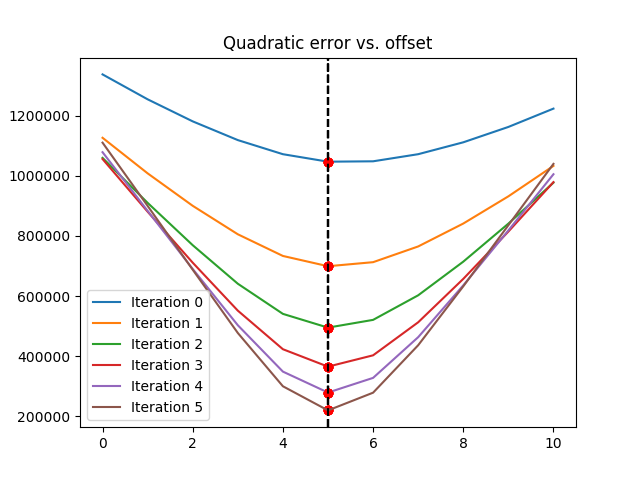 Quadratic error vs. offset
1200000
1000000
800000
600000
400000
200000
Iteration 0
Iteration 1
Iteration 2
Iteration 3
Iteration 4
Iteration 5
0 2 4 6 8 10